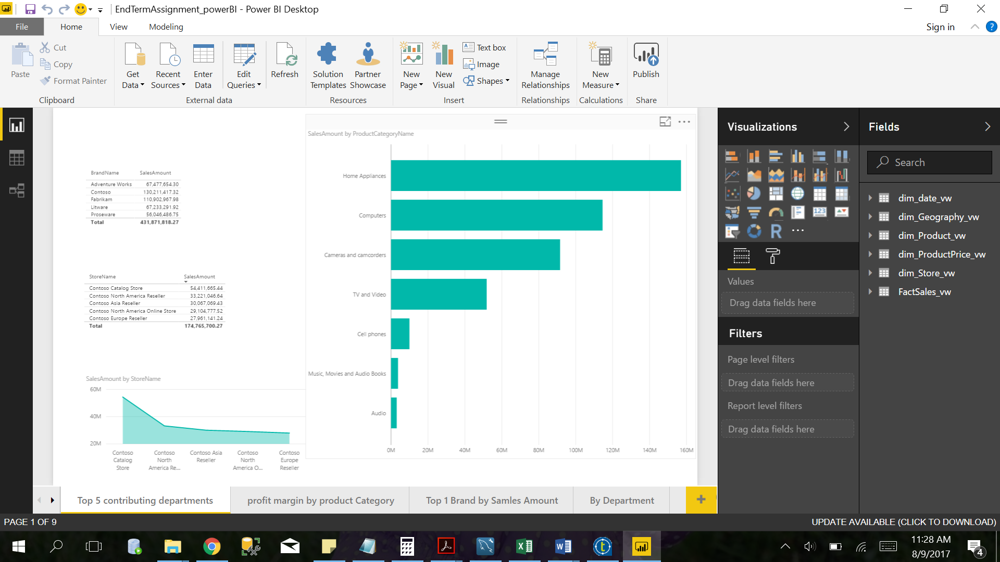 EndTermAssignment_powerBI - Power BI Desktop
File
Home
View
Modeling
Sign in
?
Paste
Cut
Copy
Format Painter
Clipboard
Get
Data
Recent
Sources
Enter
Data
Edit
Queries
Refresh
External data
Solution
Templates
Partner
Showcase
Resources
New
Page
New
Visual
Text box
Image
Shapes
Insert
Manage
Relationships
Relationships
New
Measure
Calculations
Publish
Share
BrandName SalesAmount
Adventure Works 67,477,654.30
Contoso 130,211,417.32
Fabrikam 110,902,967.98
Litware 67,233,291.92
Proseware 56,046,486.75
Total 431,871,818.27
StoreName SalesAmount
Contoso Catalog Store 54,411,665.44
Contoso North America Reseller 33,221,046.64
Contoso Asia Reseller 30,067,069.43
Contoso North America Online Store 29,104,777.52
Contoso Europe Reseller 27,961,141.24
Total 174,765,700.27
SalesAmount by StoreName
60M
40M
20M
Contoso
Catalog
Store
Contoso
North
America Re...
Contoso Asia
Reseller
Contoso
North
America O...
Contoso
Europe
Reseller
SalesAmount by ProductCategoryName
Home Appliances
Computers
Cameras and camcorders
TV and Video
Cell phones
Music, Movies and Audio Books
Audio
0M 20M 40M 60M 80M 100M 120M 140M 160M
Visualizations
123
R
Values
Drag data fields here
Filters
Page level filters
Drag data fields here
Report level filters
Drag data fields here
Fields
Search
dim_date_vw
dim_Geography_vw
dim_Product_vw
dim_ProductPrice_vw
dim_Store_vw
FactSales_vw
Top 5 contributing departments
profit margin by product Category
Top 1 Brand by Samles Amount
By Department
PAGE 1 OF 9
UPDATE AVAILABLE (CLICK TO DOWNLOAD)
11:28 AM
8/9/2017
4